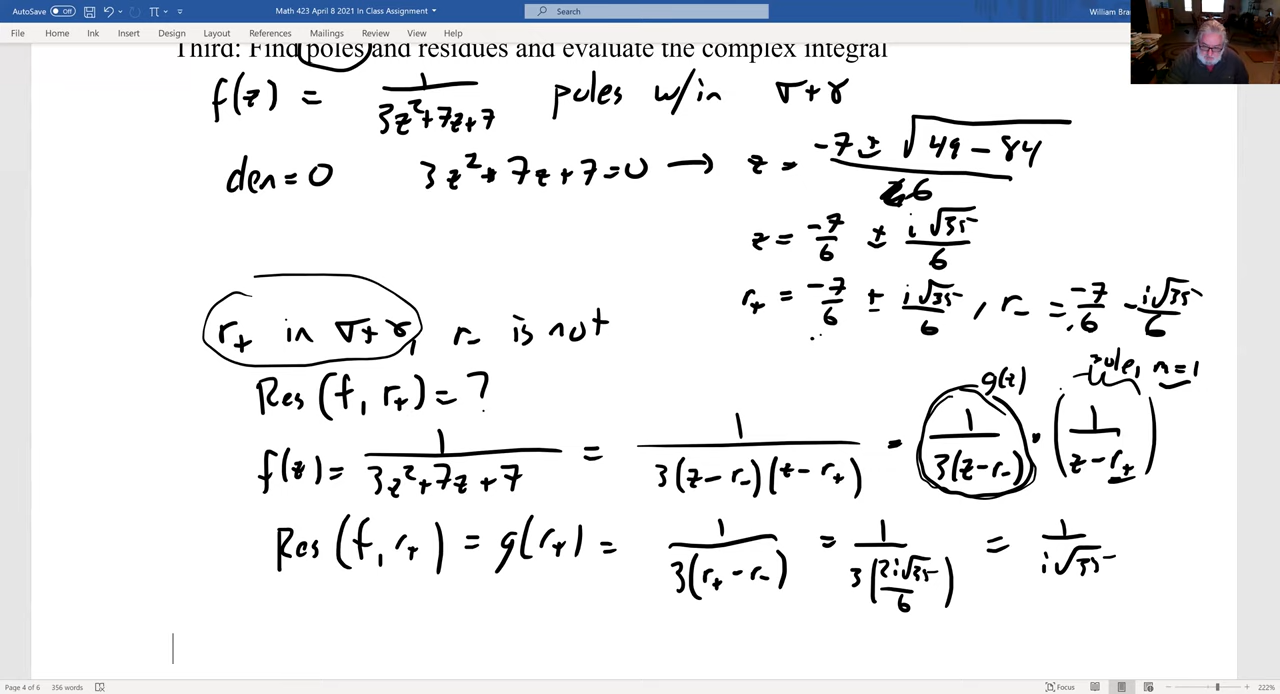 AutoSave Off Math 423 April 8 2021 In Class Assignment Search William Bra
File Home Ink Insert Design Layout References Mailings Review View Help
Third: Find poles and residues and evaluate the complex integral
f(z) = 1/(3z²+7z+7) poles w/in σ+γ
den=0 3z²+7z+7=0 → z = (-7 ± √(49-84))/6
z = -7/6 ± i√35/6
r₊ = -7/6 ± i√35/6, r₋ = -7/6 - i√35/6
r₊ in σ+γ, r₋ is not
pole, n=1
Res(f, r₊) = ? g(z)
f(z) = 1/(3z²+7z+7) = 1/(3(z-r₋)(z-r₊)) = 1/(3(z-r₋)) · (1/(z-r₊))
Res(f, r₊) = g(r₊) = 1/(3(r₊-r₋)) = 1/(3(2i√35/6)) = 1/(i√35)
Page 4 of 6 356 words Focus 222%